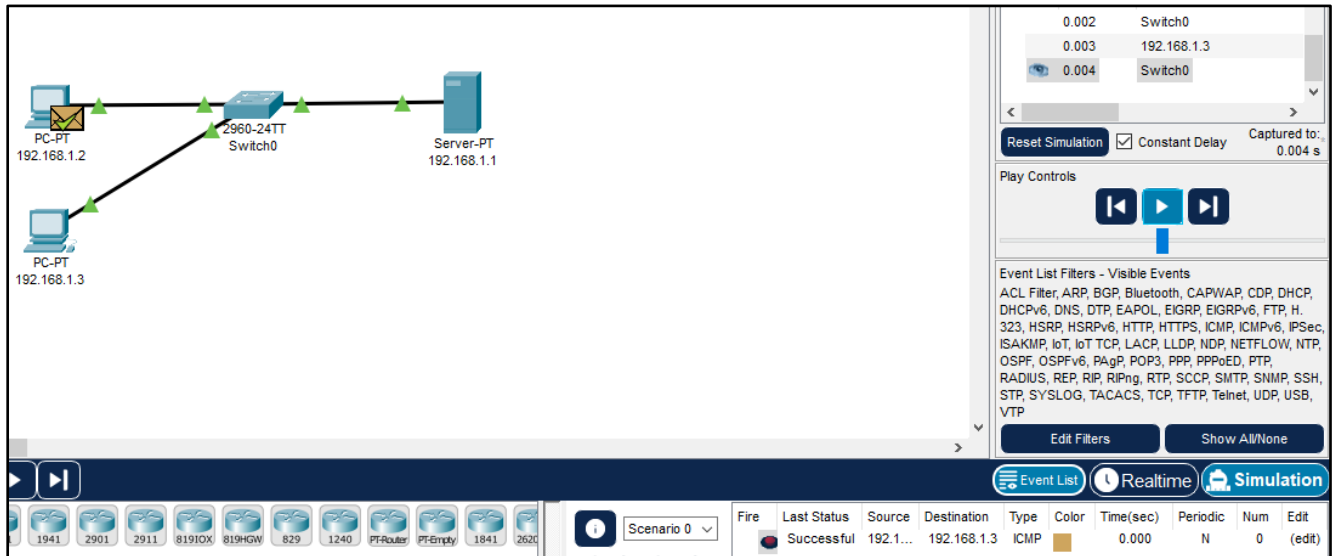 0.002 Switch0
0.003 192.168.1.3
0.004 Switch0
PC-PT
192.168.1.2
2960-24TT
Switch0
Server-PT
192.168.1.1
PC-PT
192.168.1.3
Reset Simulation Constant Delay
Captured to:
0.004 s
Play Controls
Event List Filters - Visible Events
ACL Filter, ARP, BGP, Bluetooth, CAPWAP, CDP, DHCP,
DHCPv6, DNS, DTP, EAPOL, EIGRP, EIGRPv6, FTP, H.
323, HSRP, HSRPv6, HTTP, HTTPS, ICMP, ICMPv6, IPSec,
ISAKMP, IoT, IoT TCP, LACP, LLDP, NDP, NETFLOW, NTP,
OSPF, OSPFv6, PAgP, POP3, PPP, PPPoED, PTP,
RADIUS, REP, RIP, RIPng, RTP, SCCP, SMTP, SNMP, SSH,
STP, SYSLOG, TACACS, TCP, TFTP, Telnet, UDP, USB,
VTP
Edit Filters Show All/None
Event List Realtime Simulation
1941 2901 2911 819IOX 819HGW 829 1240 PT-Router PT-Empty 1841 2620
Scenario 0
Fire Last Status Source Destination Type Color Time(sec) Periodic Num Edit
Successful 192.1... 192.168.1.3 ICMP 0.000 N 0 (edit)